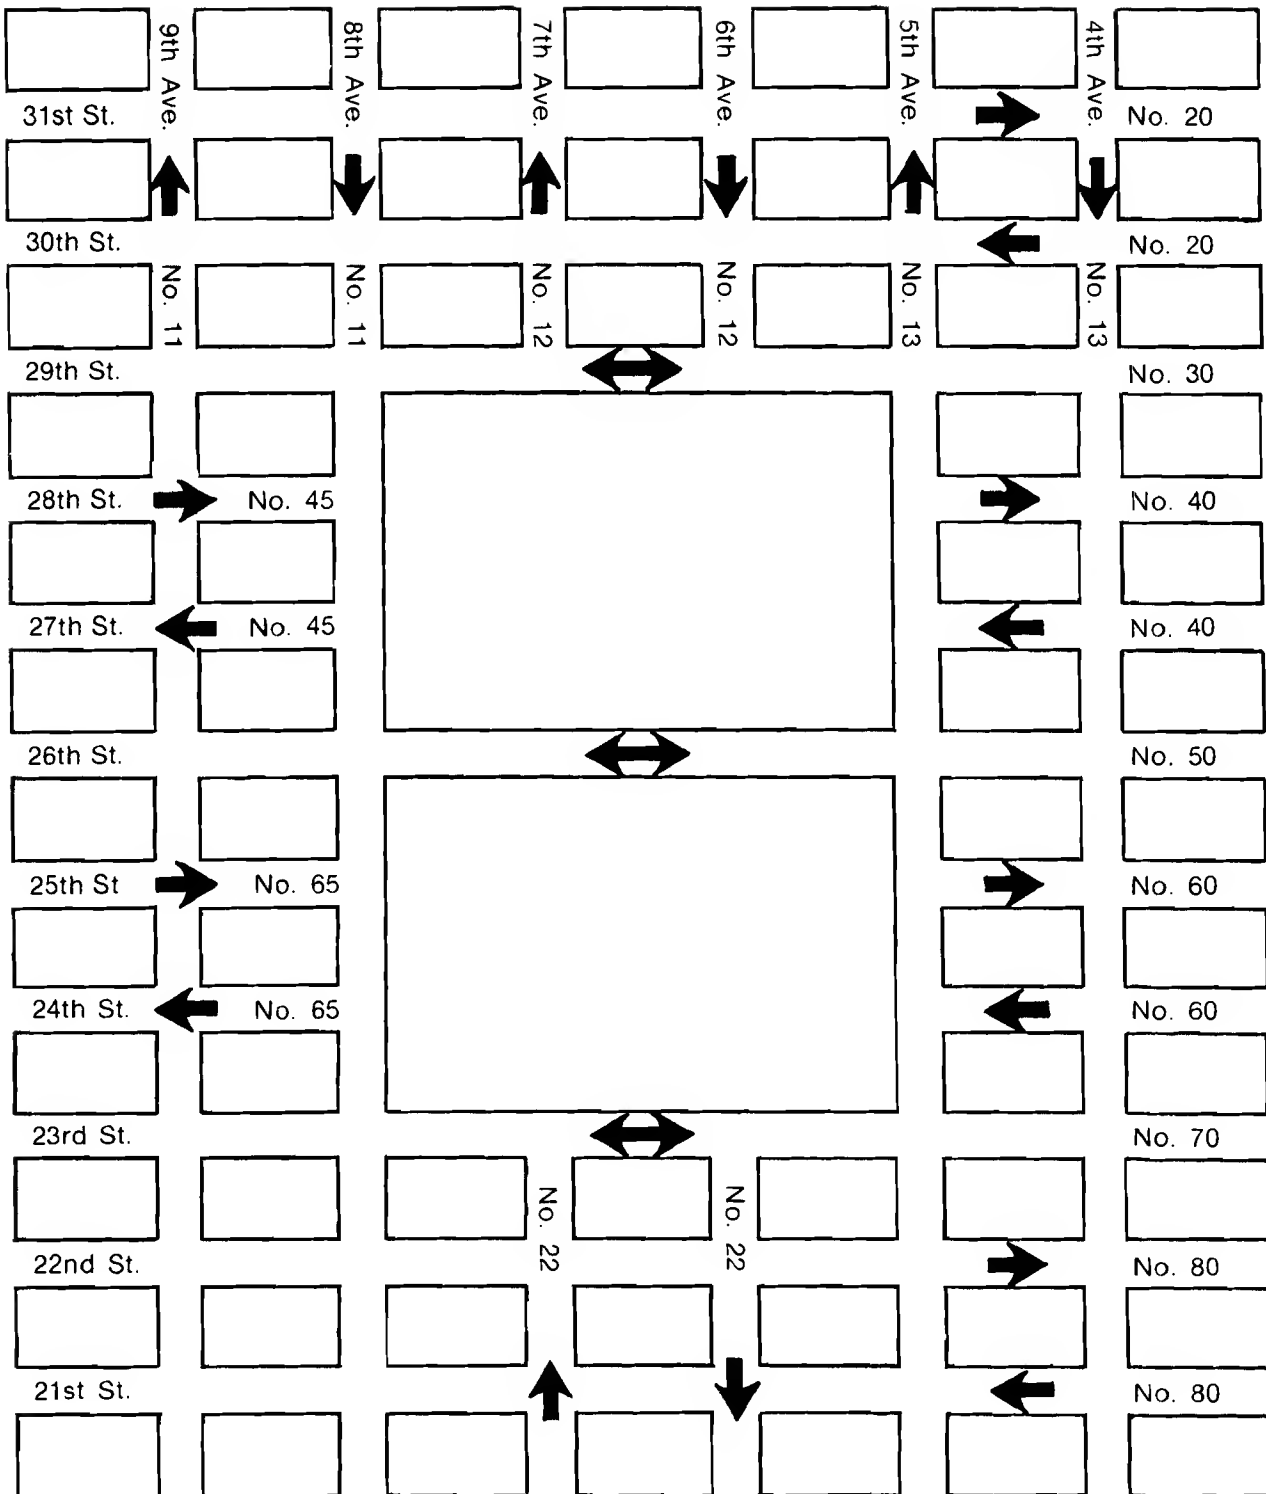 9th Ave.
8th Ave.
7th Ave.
6th Ave.
5th Ave.
4th Ave.
31st St.
No. 20
30th St.
No. 20
No. 11
No. 11
No. 12
No. 12
No. 13
No. 13
29th St.
No. 30
28th St.
No. 45
No. 40
27th St.
No. 45
No. 40
26th St.
No. 50
25th St
No. 65
No. 60
24th St.
No. 65
No. 60
23rd St.
No. 70
No. 22
No. 22
22nd St.
No. 80
21st St.
No. 80